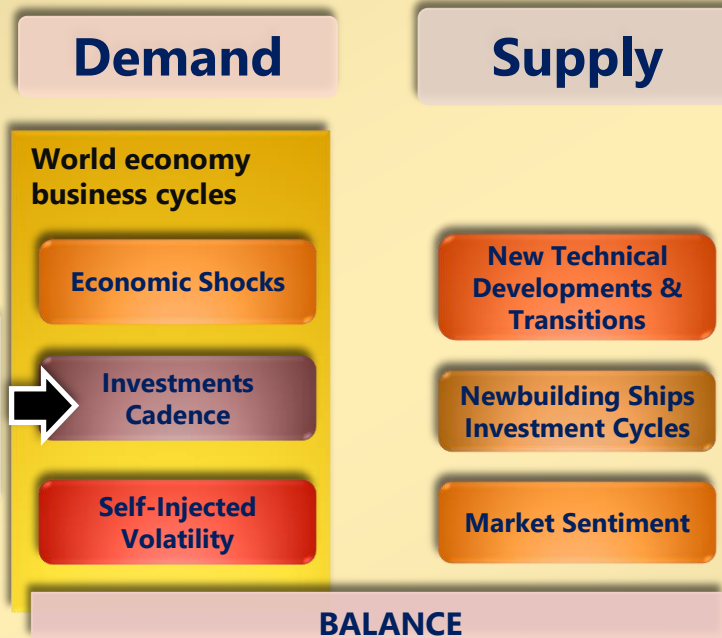 Demand
Supply
World economy
business cycles
Economic Shocks
Investments
Cadence
Self-Injected
Volatility
New Technical
Developments &
Transitions
Newbuilding Ships
Investment Cycles
Market Sentiment
BALANCE